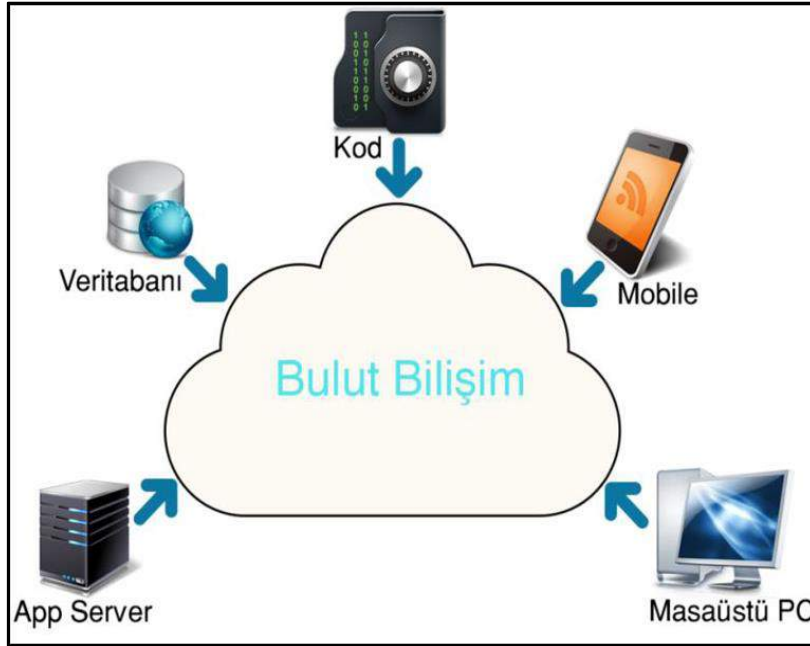 Kod
Veritabanı
Mobile
Bulut Bilişim
App Server
Masaüstü PC